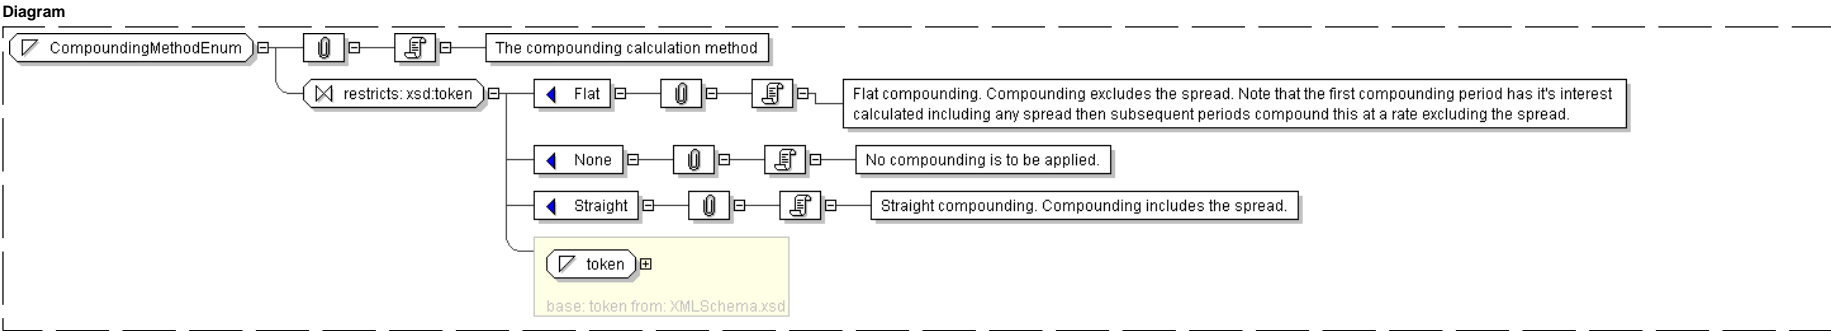 Diagram
CompoundingMethodEnum
The compounding calculation method
restricts: xsd:token
Flat
Flat compounding. Compounding excludes the spread. Note that the first compounding period has it's interest
calculated including any spread then subsequent periods compound this at a rate excluding the spread.
None
No compounding is to be applied.
Straight
Straight compounding. Compounding includes the spread.
token
base: token from: XMLSchema.xsd